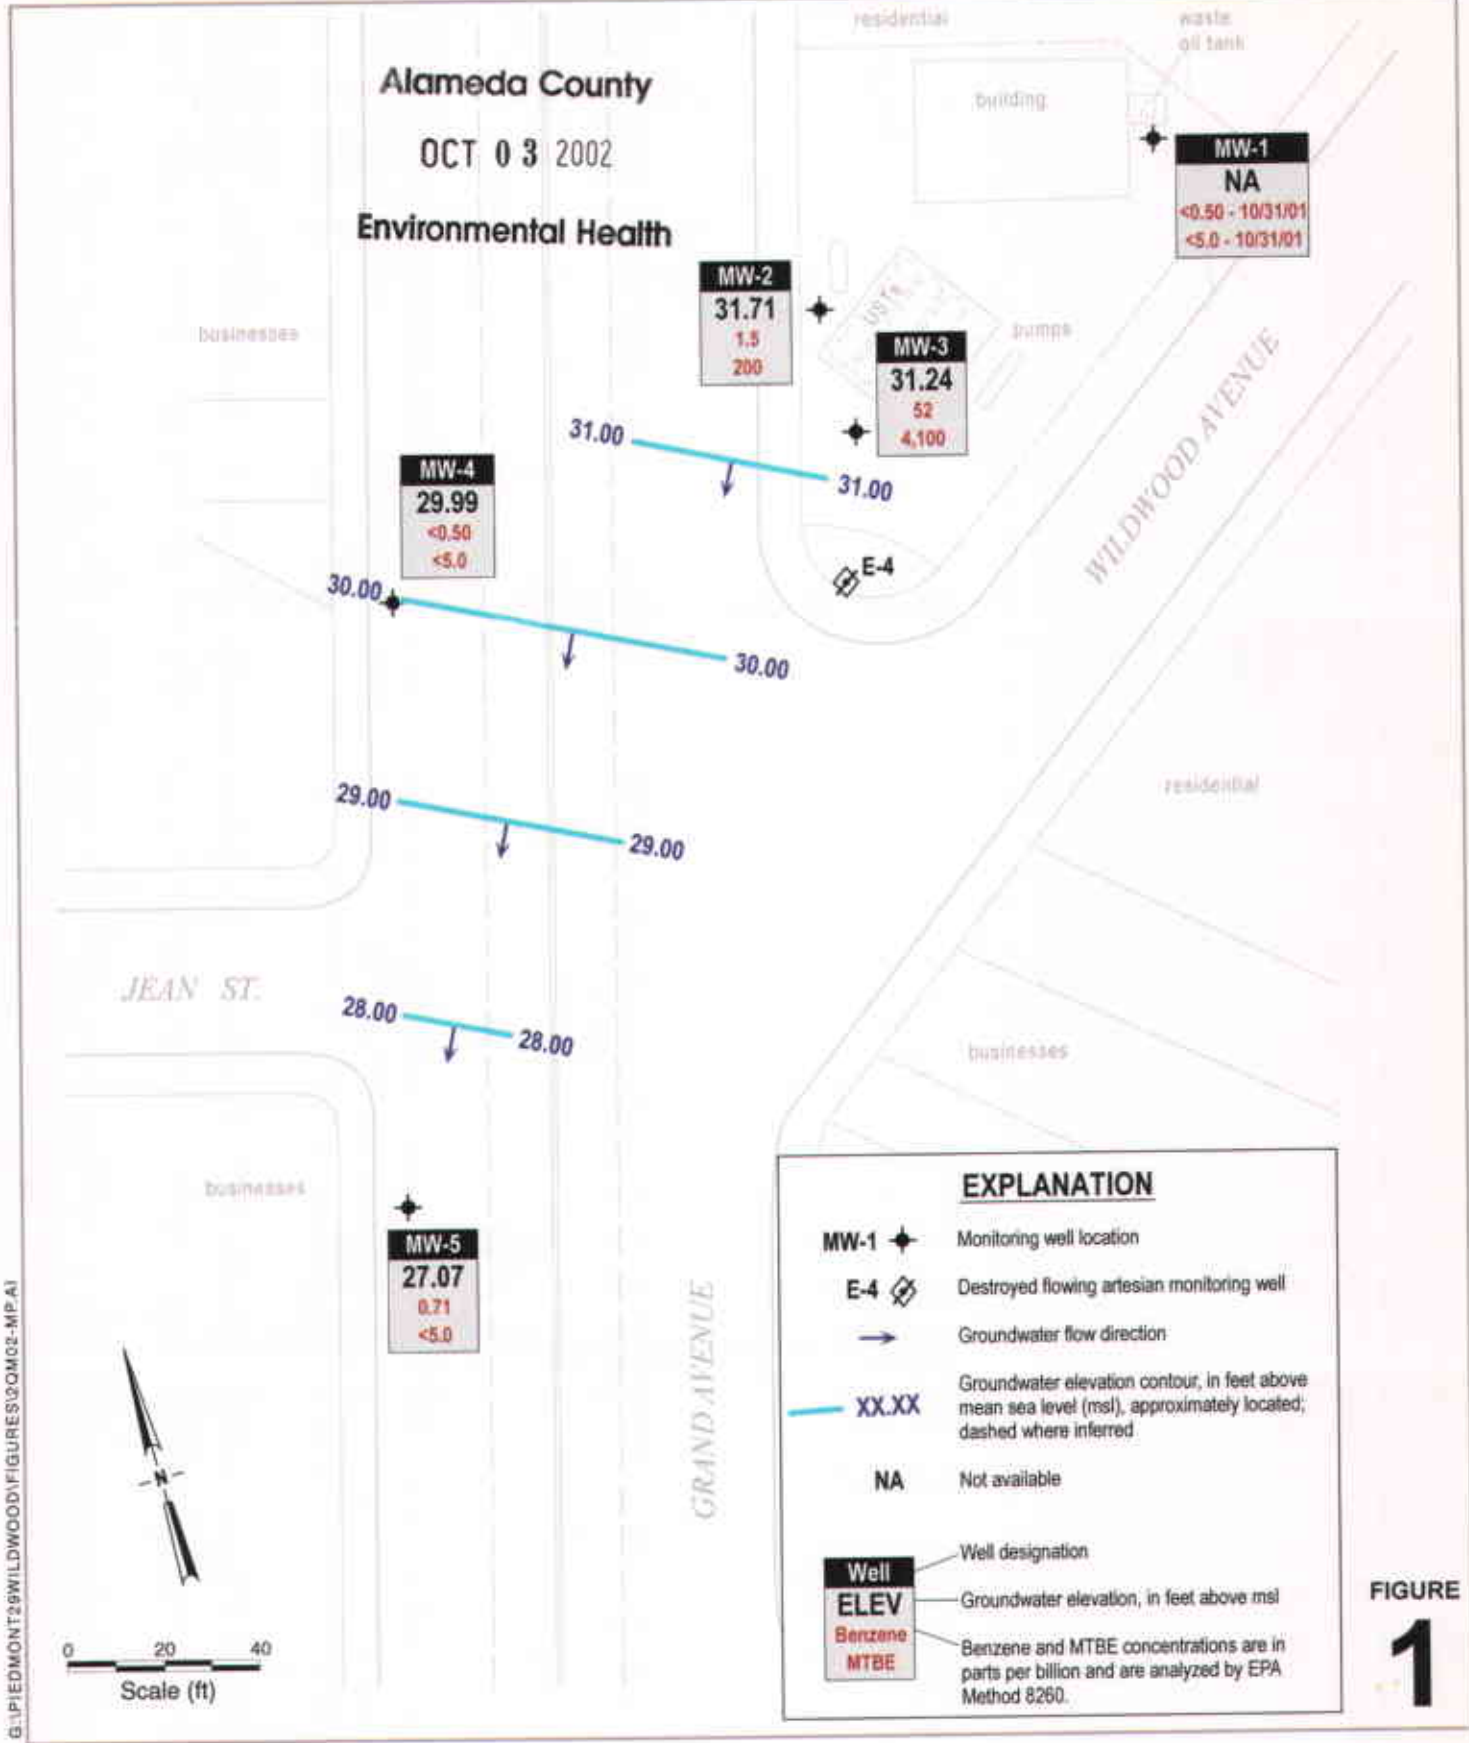 residential
waste
oil tank
Alameda County
OCT 03 2002
Environmental Health
building
MW-1
NA
<0.50 - 10/31/01
<5.0 - 10/31/01
MW-2
31.71
1.5
200
USTs
pumps
MW-3
31.24
52
4,100
businesses
WILDWOOD AVENUE
31.00
31.00
MW-4
29.99
<0.50
<5.0
E-4
30.00
30.00
residential
29.00
29.00
JEAN ST.
28.00
28.00
businesses
businesses
MW-5
27.07
0.71
<5.0
GRAND AVENUE
EXPLANATION
MW-1 Monitoring well location
E-4 Destroyed flowing artesian monitoring well
Groundwater flow direction
XX.XX
Groundwater elevation contour, in feet above
mean sea level (msl), approximately located;
dashed where inferred
NA Not available
Well
ELEV
Benzene
MTBE
Well designation
Groundwater elevation, in feet above msl
Benzene and MTBE concentrations are in
parts per billion and are analyzed by EPA
Method 8260.
N
0 20 40
Scale (ft)
FIGURE
1
G:\PIEDMONT29WILDWOOD\FIGURES\2QM02-MP.AI